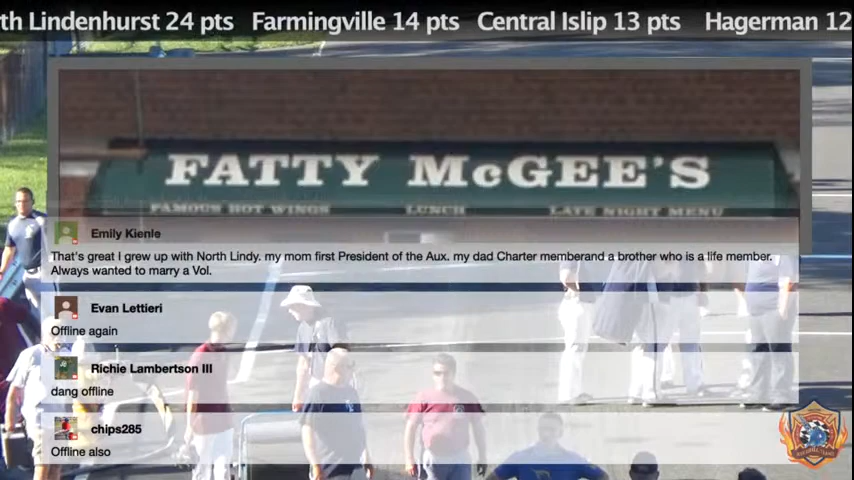 th Lindenhurst 24 pts Farmingville 14 pts Central Islip 13 pts Hagerman 12
FATTY McGEE'S
FAMOUS HOT WINGS LUNCH LATE NIGHT MENU
Emily Kienle
That's great I grew up with North Lindy. my mom first President of the Aux. my dad Charter memberand a brother who is a life member.
Always wanted to marry a Vol.
Evan Lettieri
Offline again
Richie Lambertson III
dang offline
chips285
Offline also